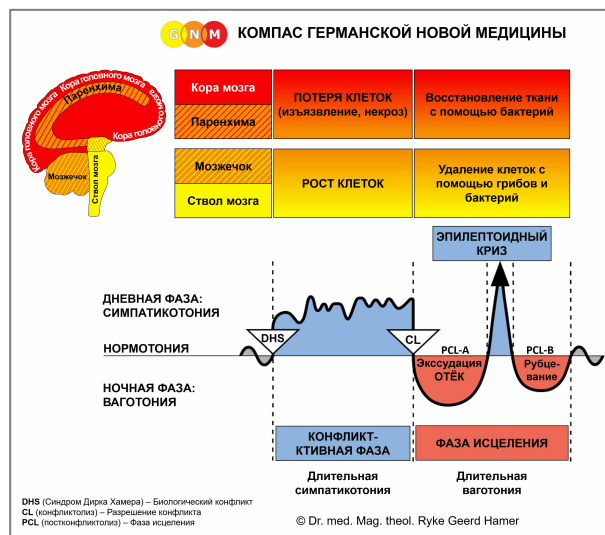 G N M КОМПАС ГЕРМАНСКОЙ НОВОЙ МЕДИЦИНЫ
Кора головного мозга Кора головного мозга
Паренхима
Кора головного
Мозжечок
Ствол мозга
Кора мозга
Паренхима
ПОТЕРЯ КЛЕТОК
(изъязвление, некроз)
Восстановление ткани
с помощью бактерий
Мозжечок
Ствол мозга
РОСТ КЛЕТОК
Удаление клеток с
помощью грибов и
бактерий
ЭПИЛЕПТОИДНЫЙ
КРИЗ
ДНЕВНАЯ ФАЗА:
СИМПАТИКОТОНИЯ
НОРМОТОНИЯ
DHS
CL
PCL-A
PCL-B
Экссудация
ОТЁК
Рубце-
вание
НОЧНАЯ ФАЗА:
ВАГОТОНИЯ
КОНФЛИКТ-
КТИВНАЯ ФАЗА
ФАЗА ИСЦЕЛЕНИЯ
Длительная
симпатикотония
Длительная
ваготония
DHS (Синдром Дирка Хамера) – Биологический конфликт
CL (конфликтолиз) – Разрешение конфликта
PCL (постконфликтолиз) – Фаза исцеления
© Dr. med. Mag. theol. Ryke Geerd Hamer